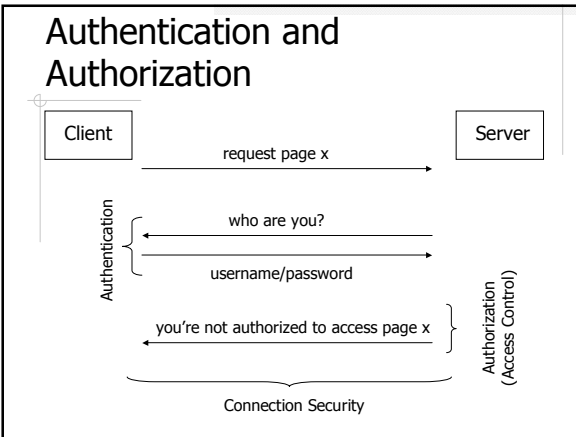 Authentication and
Authorization
Client
Server
request page x
who are you?
Authentication
username/password
you're not authorized to access page x
Authorization
(Access Control)
Connection Security